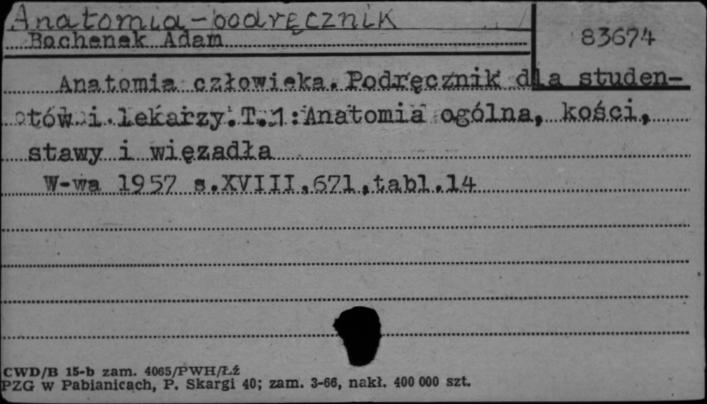 Anatomia-podręcznik
Bochenek Adam
83674
Anatomia człowieka. Podręcznik dla studen-
tów i lekarzy.T.1:Anatomia ogólna, kości,
stawy i więzadła
W-wa 1957 s.XVIII,671,tabl.14
CWD/B 15-b zam. 4065/PWH/Łź
PZG w Pabianicach, P. Skargi 40; zam. 3-66, nakł. 400 000 szt.